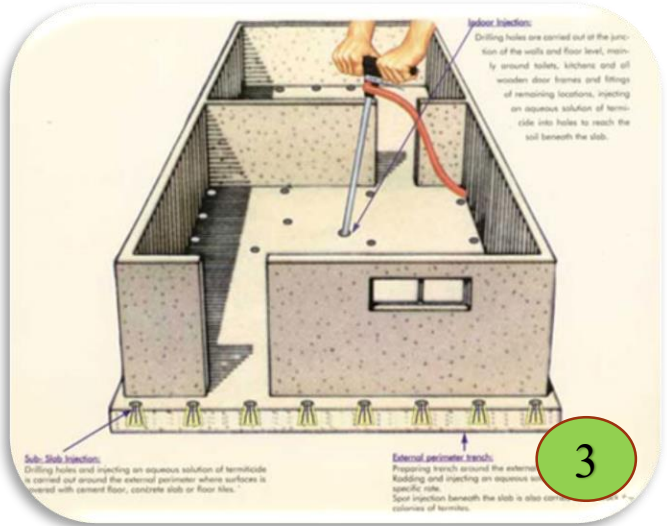 Indoor Injection:
Drilling holes are carried out at the junc-
tion of the walls and floor level, main-
ly around toilets, kitchens and all
wooden door frames and fittings
of remaining locations, injecting
an aqueous solution of termi-
cide into holes to reach the
soil beneath the slab.
Sub- Slab Injection:
Drilling holes and injecting an aqueous solution of termiticide
is carried out around the external perimeter where surfaces is
covered with cement floor, concrete slab or floor tiles.
External perimeter trench:
Preparing trench around the external
Rodding and injecting an aqueous
specific rate.
Spot injection beneath the slab is also
colonies of termites.
3